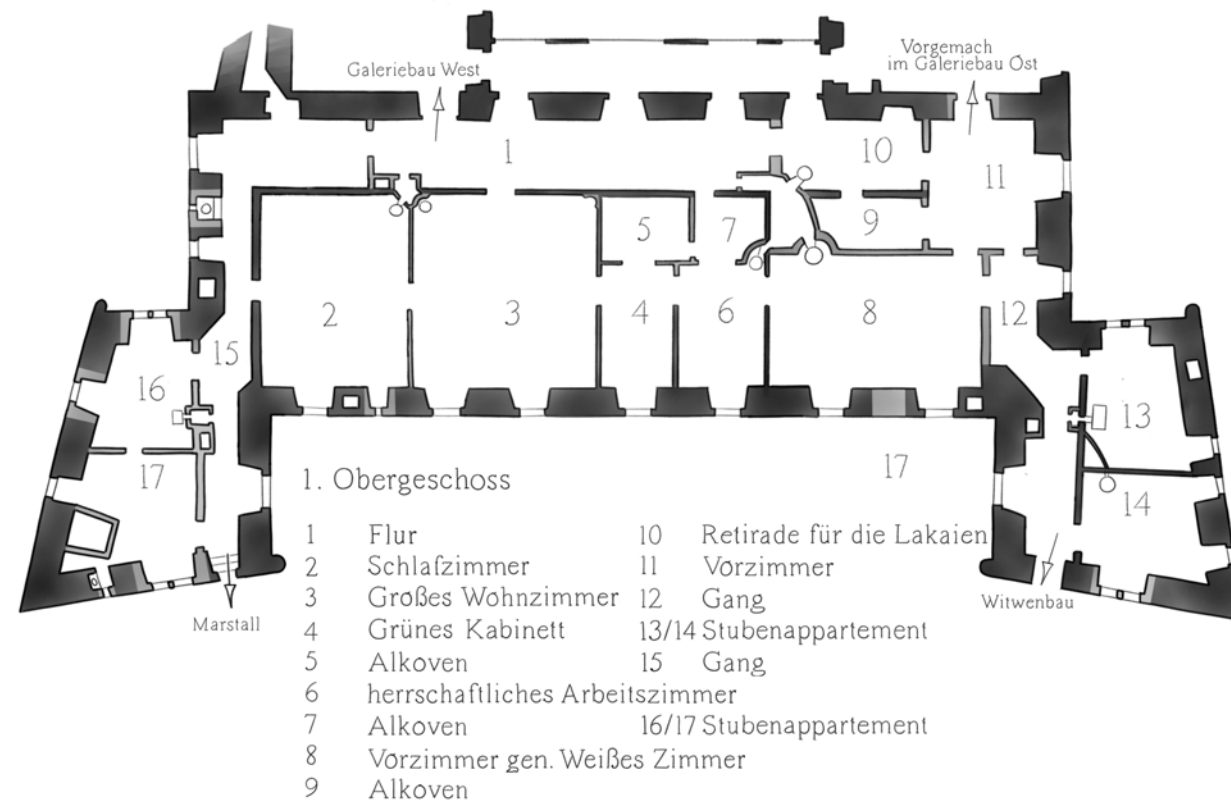 Galeriebau West
Vorgemach
im Galeriebau Ost
1
10
11
5
7
9
2
3
4
6
8
12
15
16
13
17
17
14
Marstall
Witwenbau
1. Obergeschoss
1 Flur
2 Schlafzimmer
3 Großes Wohnzimmer
4 Grünes Kabinett
5 Alkoven
6 herrschaftliches Arbeitszimmer
7 Alkoven
8 Vorzimmer gen. Weißes Zimmer
9 Alkoven
10 Retirade für die Lakaien
11 Vorzimmer
12 Gang
13/14 Stubenappartement
15 Gang
16/17 Stubenappartement